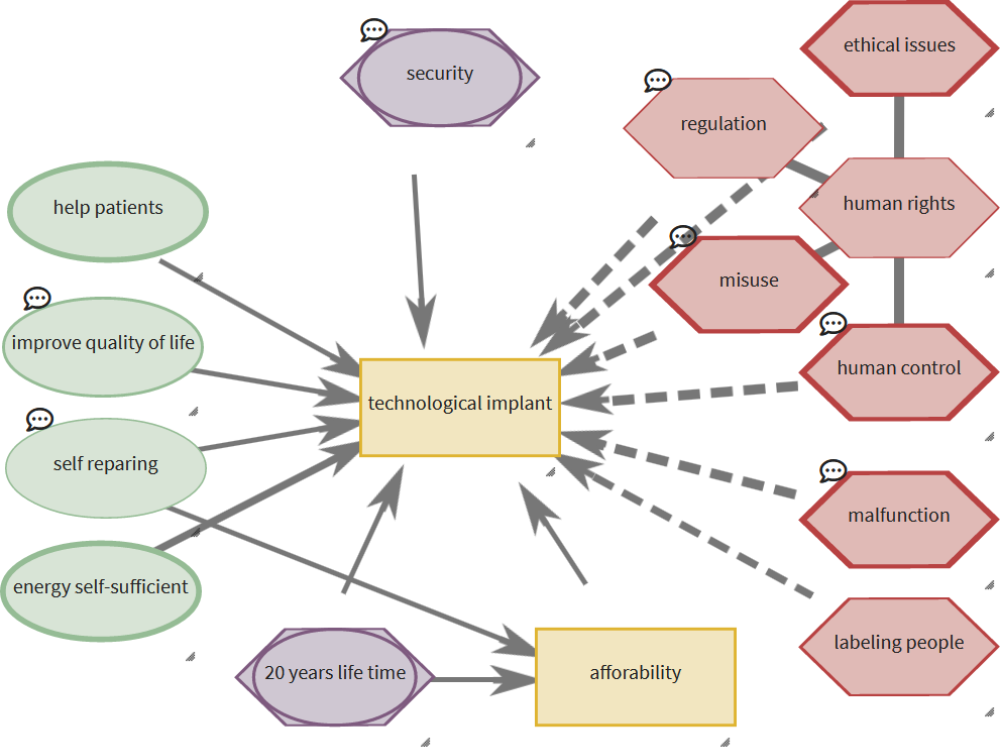 ethical issues
security
regulation
human rights
help patients
misuse
improve quality of life
human control
technological implant
self reparing
malfunction
energy self-sufficient
labeling people
20 years life time
afforability